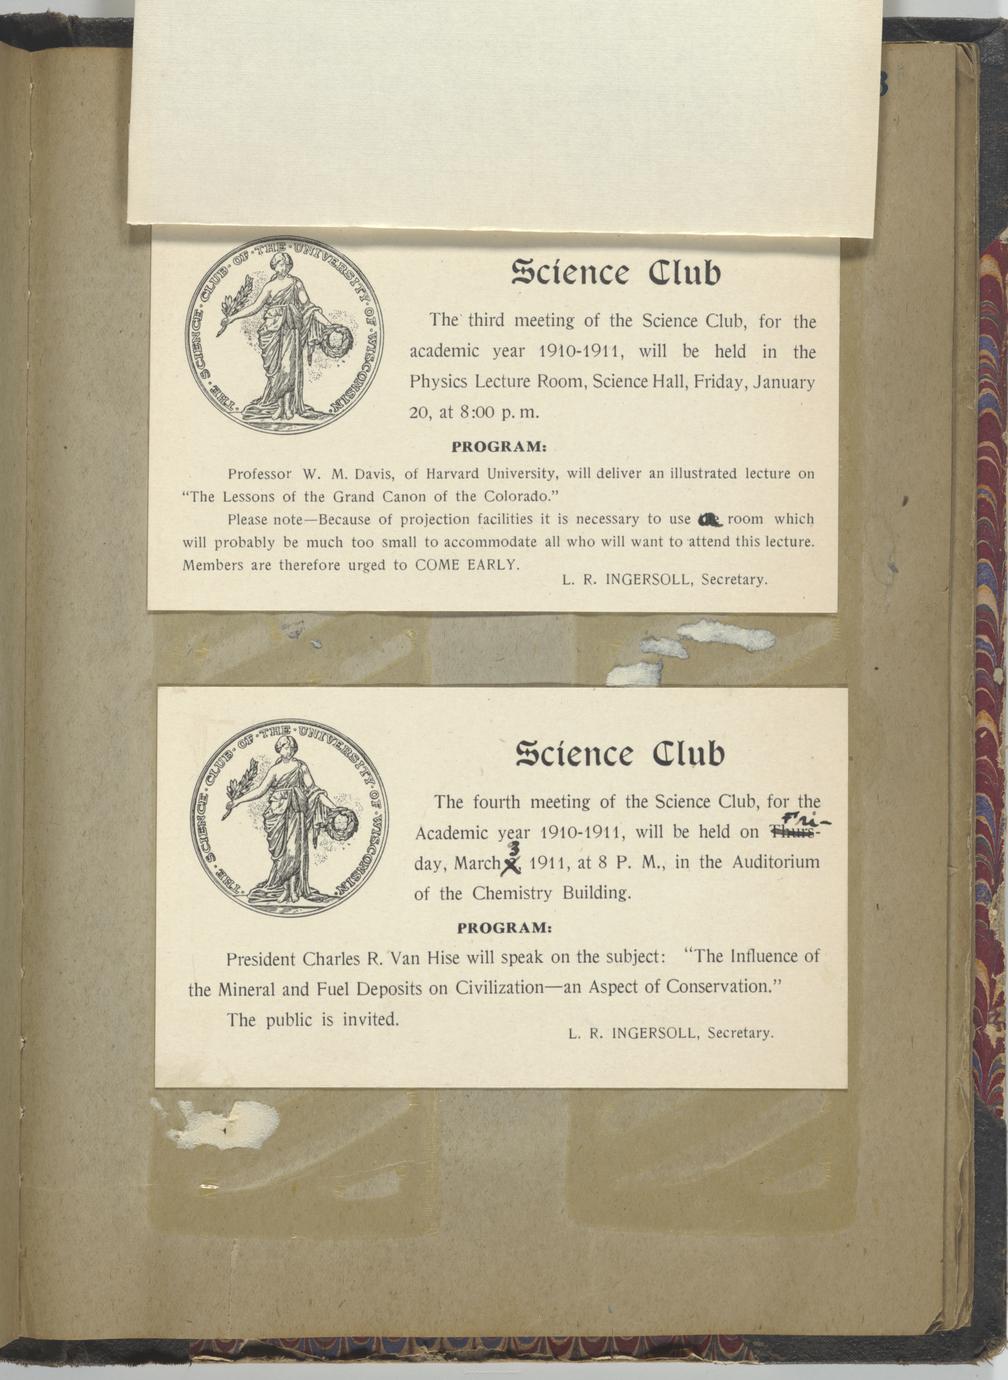 3
THE · SCIENCE · CLUB · OF · THE · UNIVERSITY · OF · WISCONSIN ·
Science Club
The third meeting of the Science Club, for the
academic year 1910-1911, will be held in the
Physics Lecture Room, Science Hall, Friday, January
20, at 8:00 p. m.
PROGRAM:
Professor W. M. Davis, of Harvard University, will deliver an illustrated lecture on
“The Lessons of the Grand Canon of the Colorado.”
Please note—Because of projection facilities it is necessary to use room which
will probably be much too small to accommodate all who will want to attend this lecture.
Members are therefore urged to COME EARLY.
L. R. INGERSOLL, Secretary.
THE · SCIENCE · CLUB · OF · THE · UNIVERSITY · OF · WISCONSIN ·
Science Club
The fourth meeting of the Science Club, for the
Fri-
Academic year 1910-1911, will be held on Thurs-
3
day, March , 1911, at 8 P. M., in the Auditorium
of the Chemistry Building.
PROGRAM:
President Charles R. Van Hise will speak on the subject: “The Influence of
the Mineral and Fuel Deposits on Civilization—an Aspect of Conservation.”
The public is invited.
L. R. INGERSOLL, Secretary.